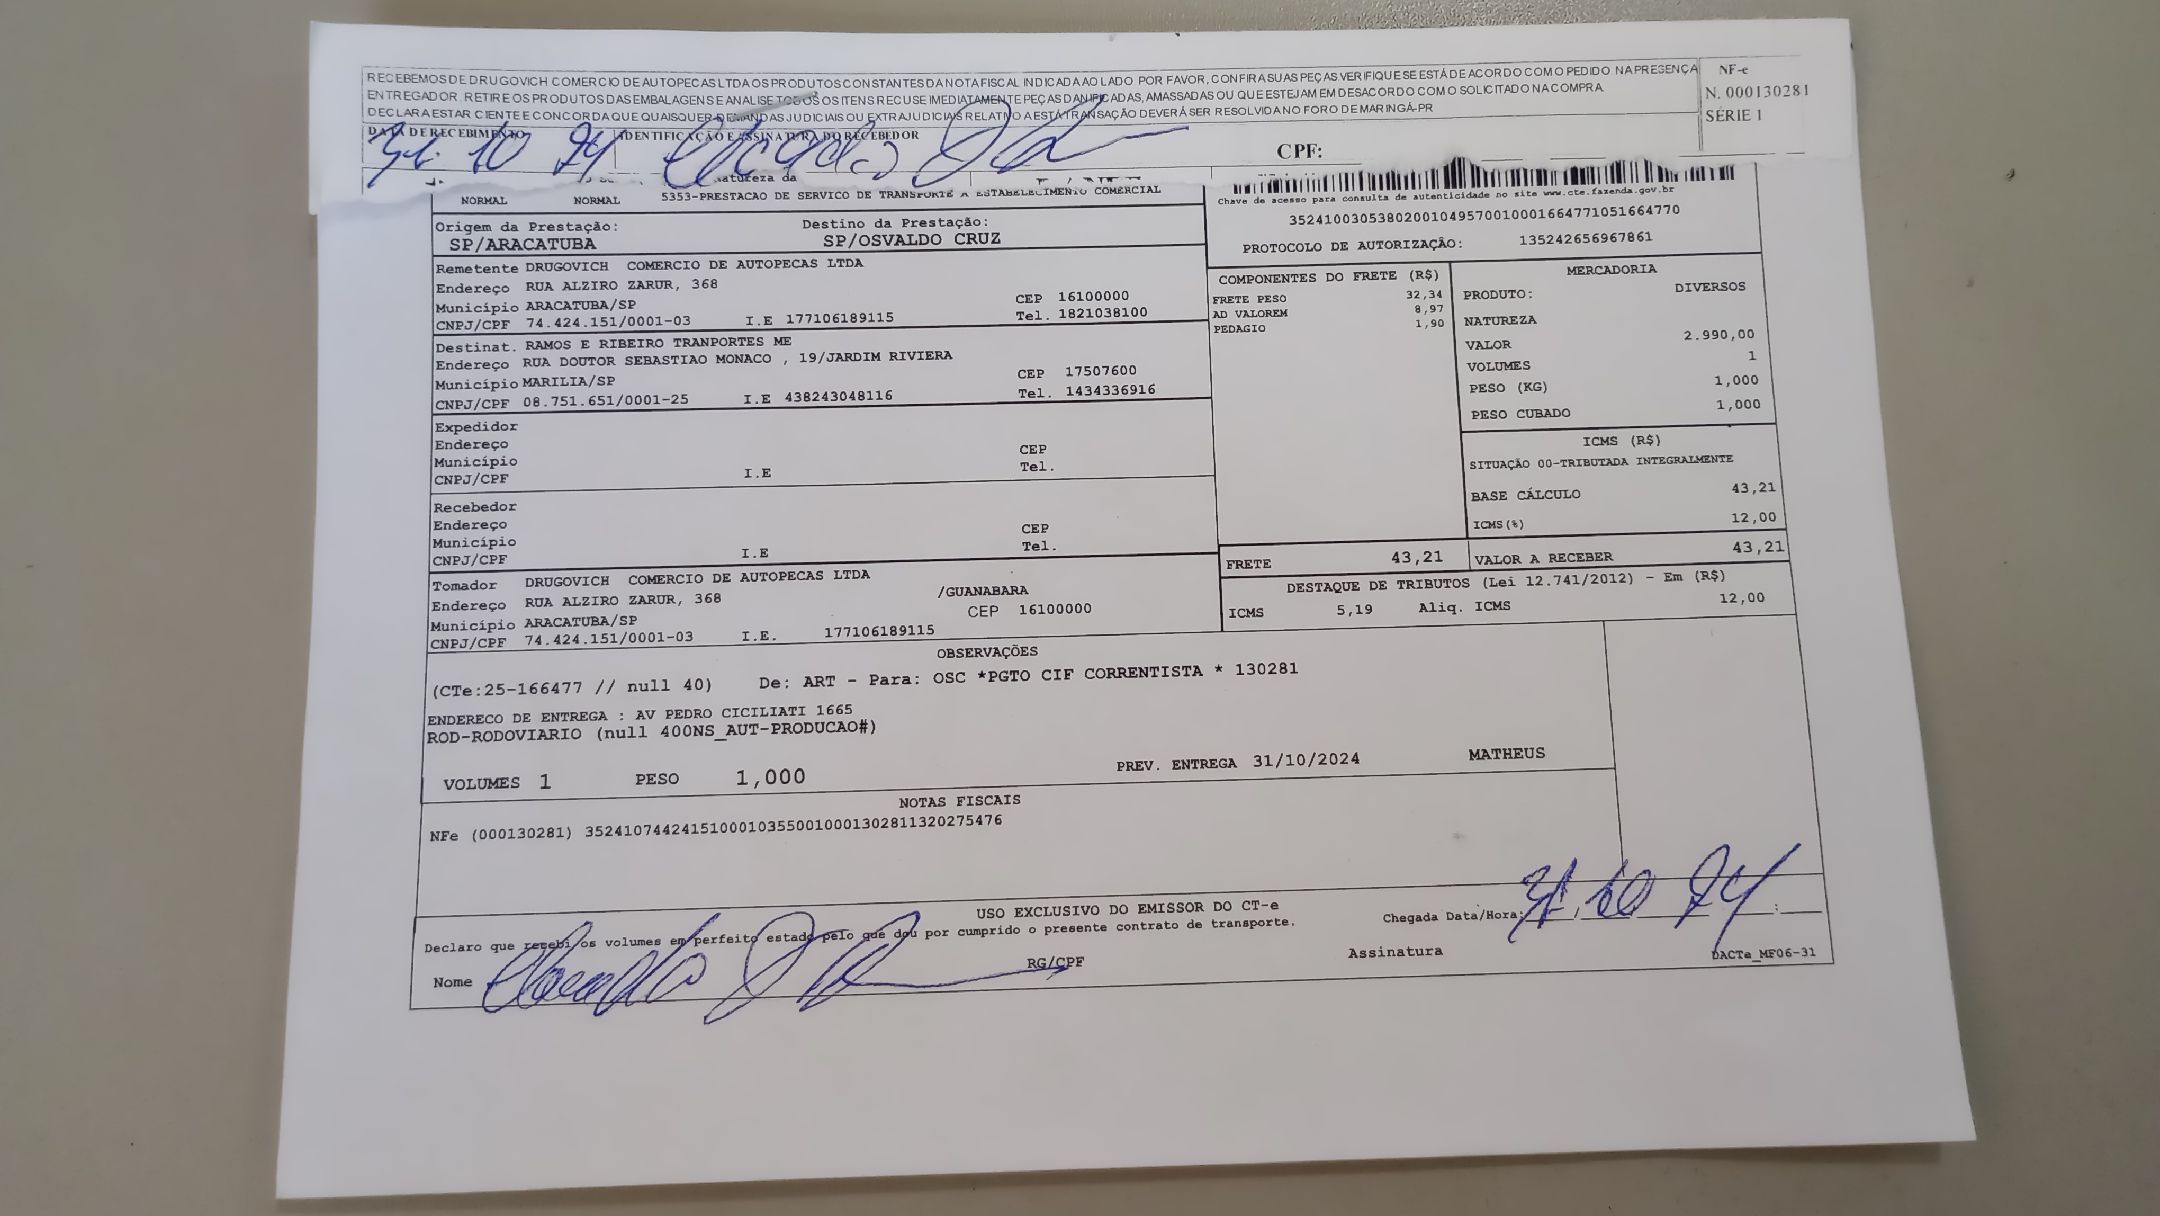 RECEBEMOS DE DRUGOVICH COMERCIO DE AUTOPECAS LTDA OS PRODUTOS CONSTANTES DA NOTA FISCAL INDICADA AO LADO POR FAVOR, CONFIRA SUAS PEÇAS. VERIFIQUE SE ESTÁ DE ACORDO COM O PEDIDO NA PRESENÇA
ENTREGADOR. RETIRE OS PRODUTOS DAS EMBALAGENS E ANALISE TODOS OS ITENS RECUSE IMEDIATAMENTE PEÇAS DANIFICADAS, AMASSADAS OU QUE ESTEJAM EM DESACORDO COM O SOLICITADO NA COMPRA
DECLARA ESTAR CIENTE E CONCORDA QUE QUAISQUER DEMANDAS JUDICIAIS OU EXTRAJUDICIAIS RELATIVO A ESTA TRANSAÇÃO DEVERÁ SER RESOLVIDA NO FORO DE MARINGÁ-PR
NF-e
N. 000130281
SÉRIE 1
DATA DE RECEBIMENTO IDENTIFICAÇÃO E ASSINATURA DO RECEBEDOR
31 10 24
CPF:
Natureza da
NORMAL NORMAL 5353-PRESTACAO DE SERVICO DE TRANSPORTE A ESTABELECIMENTO COMERCIAL
Chave de acesso para consulta de autenticidade no site www.cte.fazenda.gov.br
35241003053802001049570010001664771051664770
PROTOCOLO DE AUTORIZAÇÃO: 135242656967861
Origem da Prestação: Destino da Prestação:
SP/ARACATUBA SP/OSVALDO CRUZ
Remetente DRUGOVICH COMERCIO DE AUTOPECAS LTDA
Endereço RUA ALZIRO ZARUR, 368
Município ARACATUBA/SP CEP 16100000
CNPJ/CPF 74.424.151/0001-03 I.E 177106189115 Tel. 1821038100
Destinat. RAMOS E RIBEIRO TRANPORTES ME
Endereço RUA DOUTOR SEBASTIAO MONACO , 19/JARDIM RIVIERA
Município MARILIA/SP CEP 17507600
CNPJ/CPF 08.751.651/0001-25 I.E 438243048116 Tel. 1434336916
Expedidor
Endereço
Município CEP
CNPJ/CPF I.E Tel.
Recebedor
Endereço
Município CEP
CNPJ/CPF I.E Tel.
Tomador DRUGOVICH COMERCIO DE AUTOPECAS LTDA
Endereço RUA ALZIRO ZARUR, 368 /GUANABARA
Município ARACATUBA/SP CEP 16100000
CNPJ/CPF 74.424.151/0001-03 I.E. 177106189115
COMPONENTES DO FRETE (R$)
FRETE PESO 32,34
AD VALOREM 8,97
PEDAGIO 1,90
MERCADORIA
PRODUTO: DIVERSOS
NATUREZA
VALOR 2.990,00
VOLUMES 1
PESO (KG) 1,000
PESO CUBADO 1,000
ICMS (R$)
SITUAÇÃO 00-TRIBUTADA INTEGRALMENTE
BASE CÁLCULO 43,21
ICMS(%) 12,00
FRETE 43,21 VALOR A RECEBER 43,21
DESTAQUE DE TRIBUTOS (Lei 12.741/2012) - Em (R$)
ICMS 5,19 Aliq. ICMS 12,00
OBSERVAÇÕES
(CTe:25-166477 // null 40) De: ART - Para: OSC *PGTO CIF CORRENTISTA * 130281
ENDERECO DE ENTREGA : AV PEDRO CICILIATI 1665
ROD-RODOVIARIO (null 400NS_AUT-PRODUCAO#)
VOLUMES 1 PESO 1,000 PREV. ENTREGA 31/10/2024 MATHEUS
NOTAS FISCAIS
NFe (000130281) 35241074424151000103550010001302811320275476
USO EXCLUSIVO DO EMISSOR DO CT-e
Declaro que recebi os volumes em perfeito estado pelo que dou por cumprido o presente contrato de transporte.
Chegada Data/Hora: 31 10 24
Nome RG/CPF Assinatura
DACTe_MF06-31